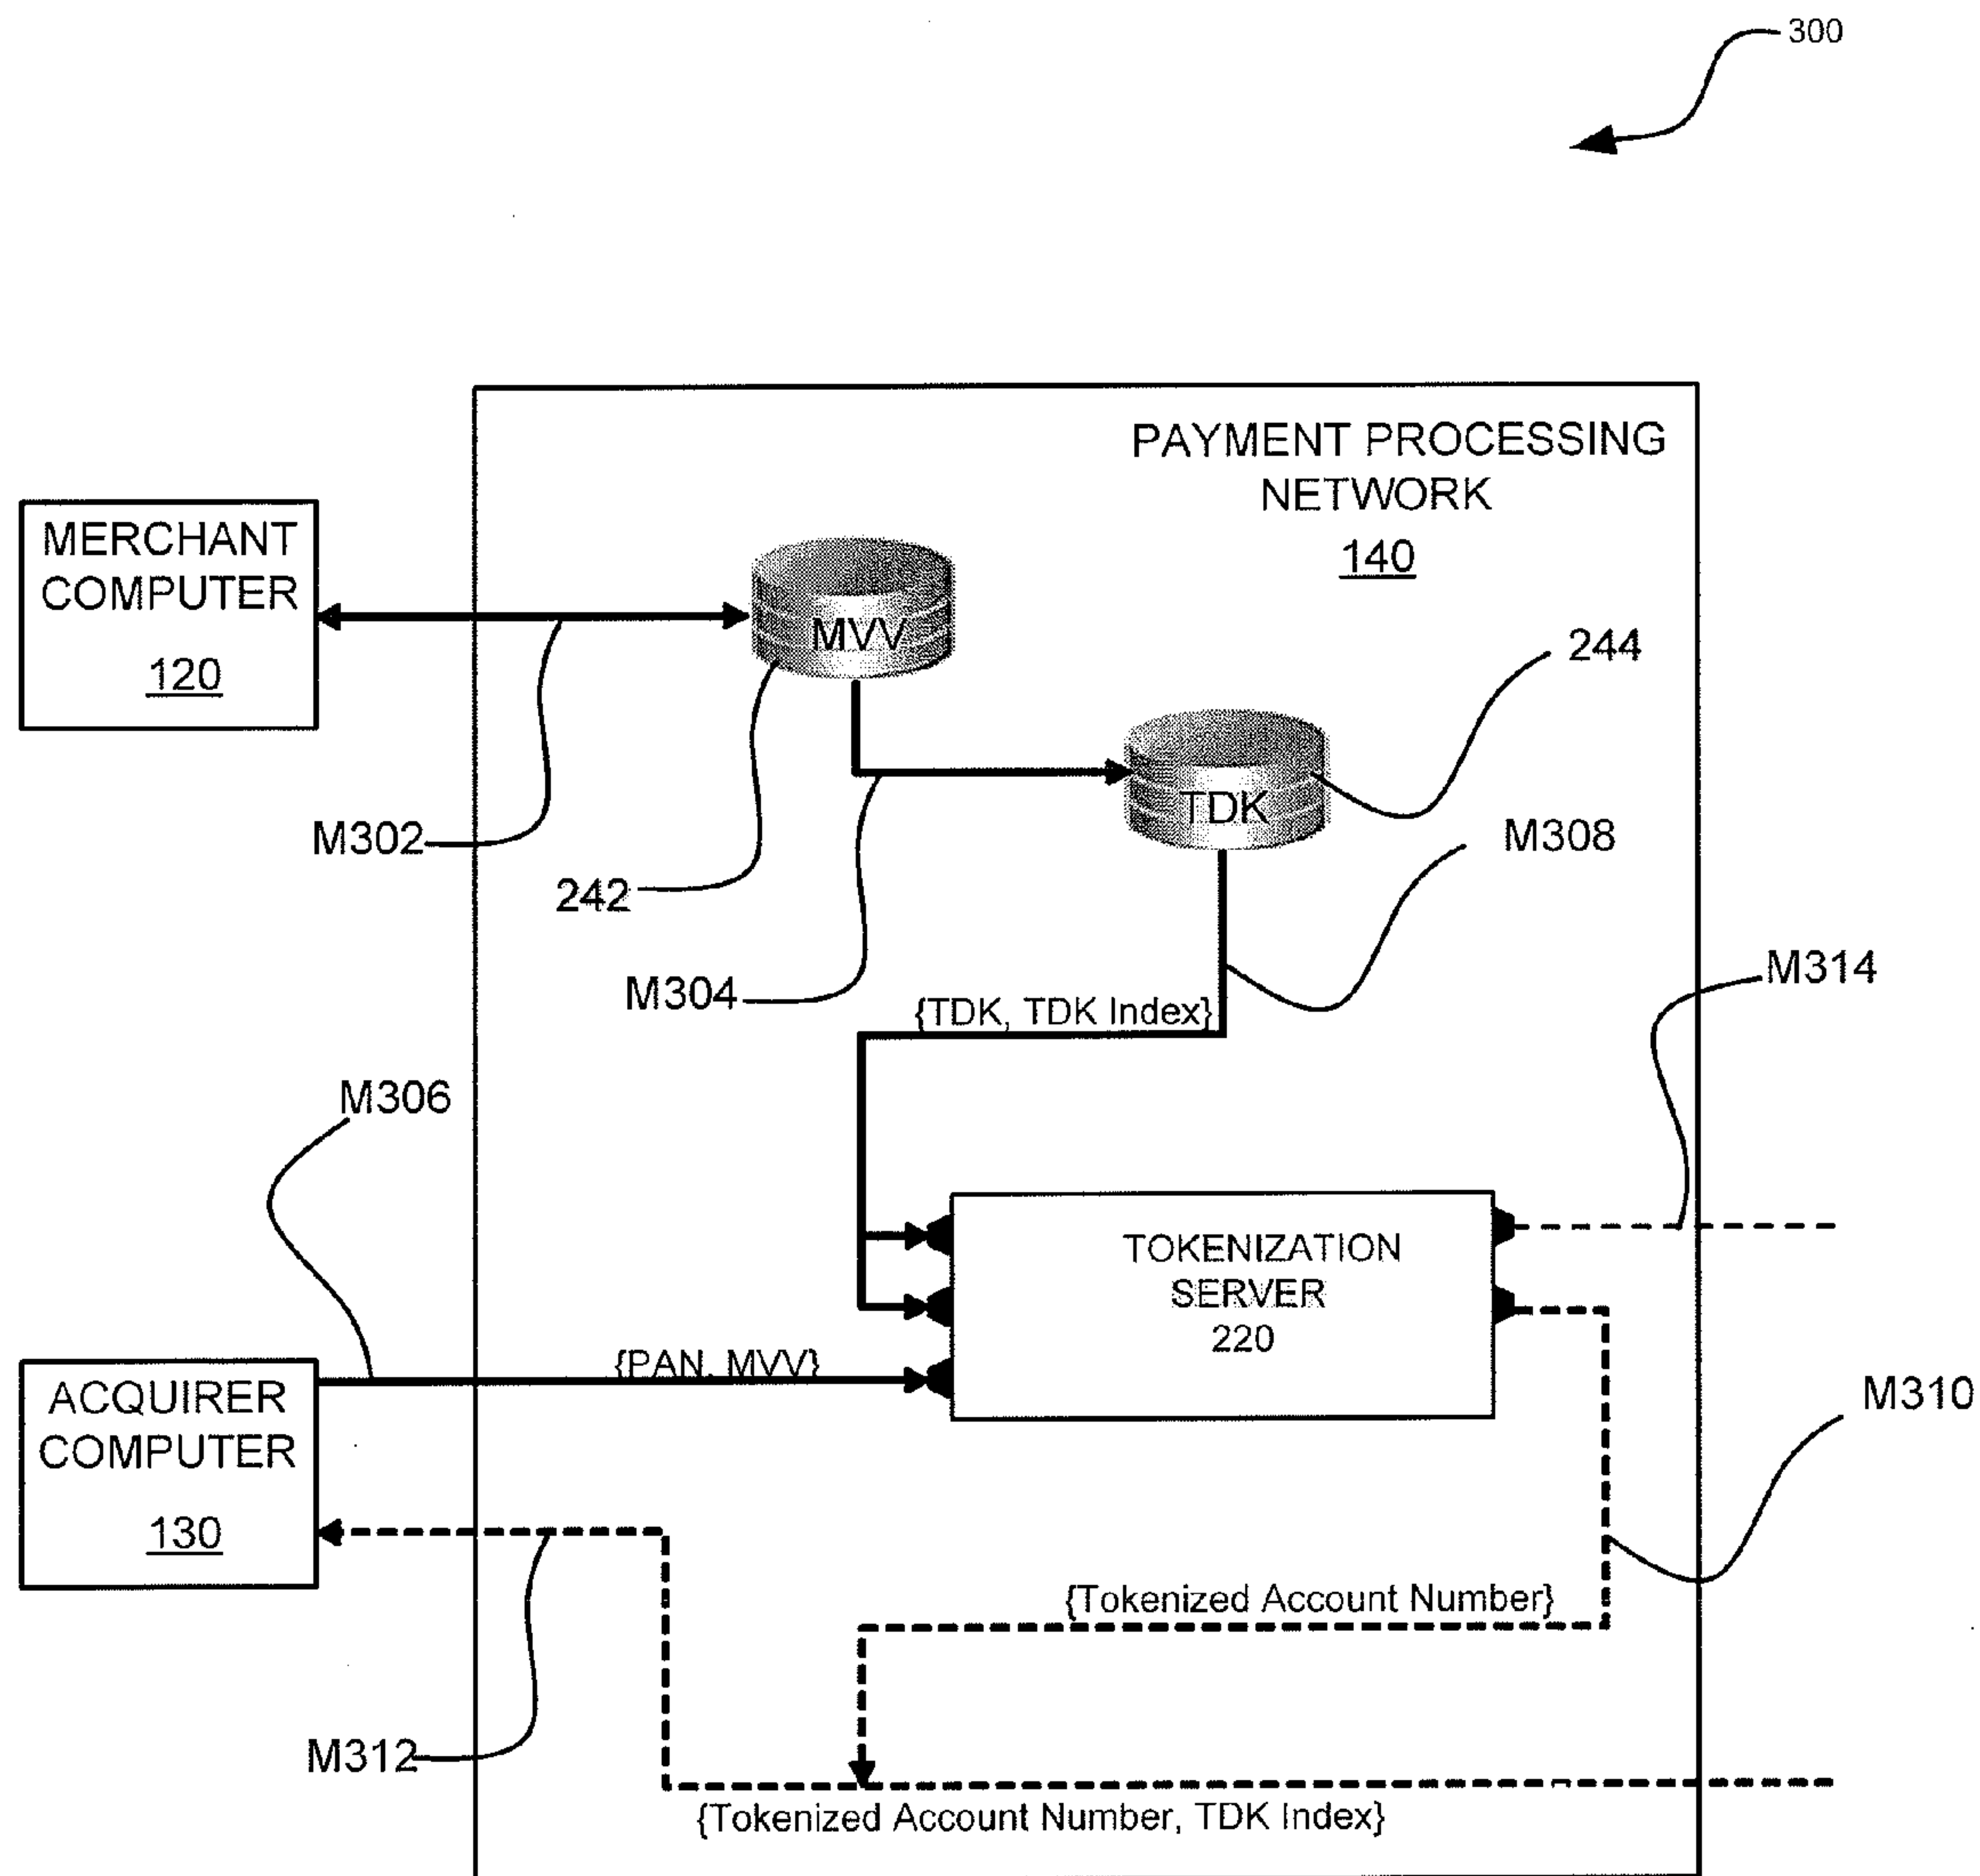 300
PAYMENT PROCESSING
NETWORK
140
MERCHANT
COMPUTER
120
MVV
244
TDK
M302
M308
242
M304
{TDK, TDK Index}
M314
M306
TOKENIZATION
SERVER
220
{PAN, MVV}
M310
ACQUIRER
COMPUTER
130
{Tokenized Account Number}
M312
{Tokenized Account Number, TDK Index}